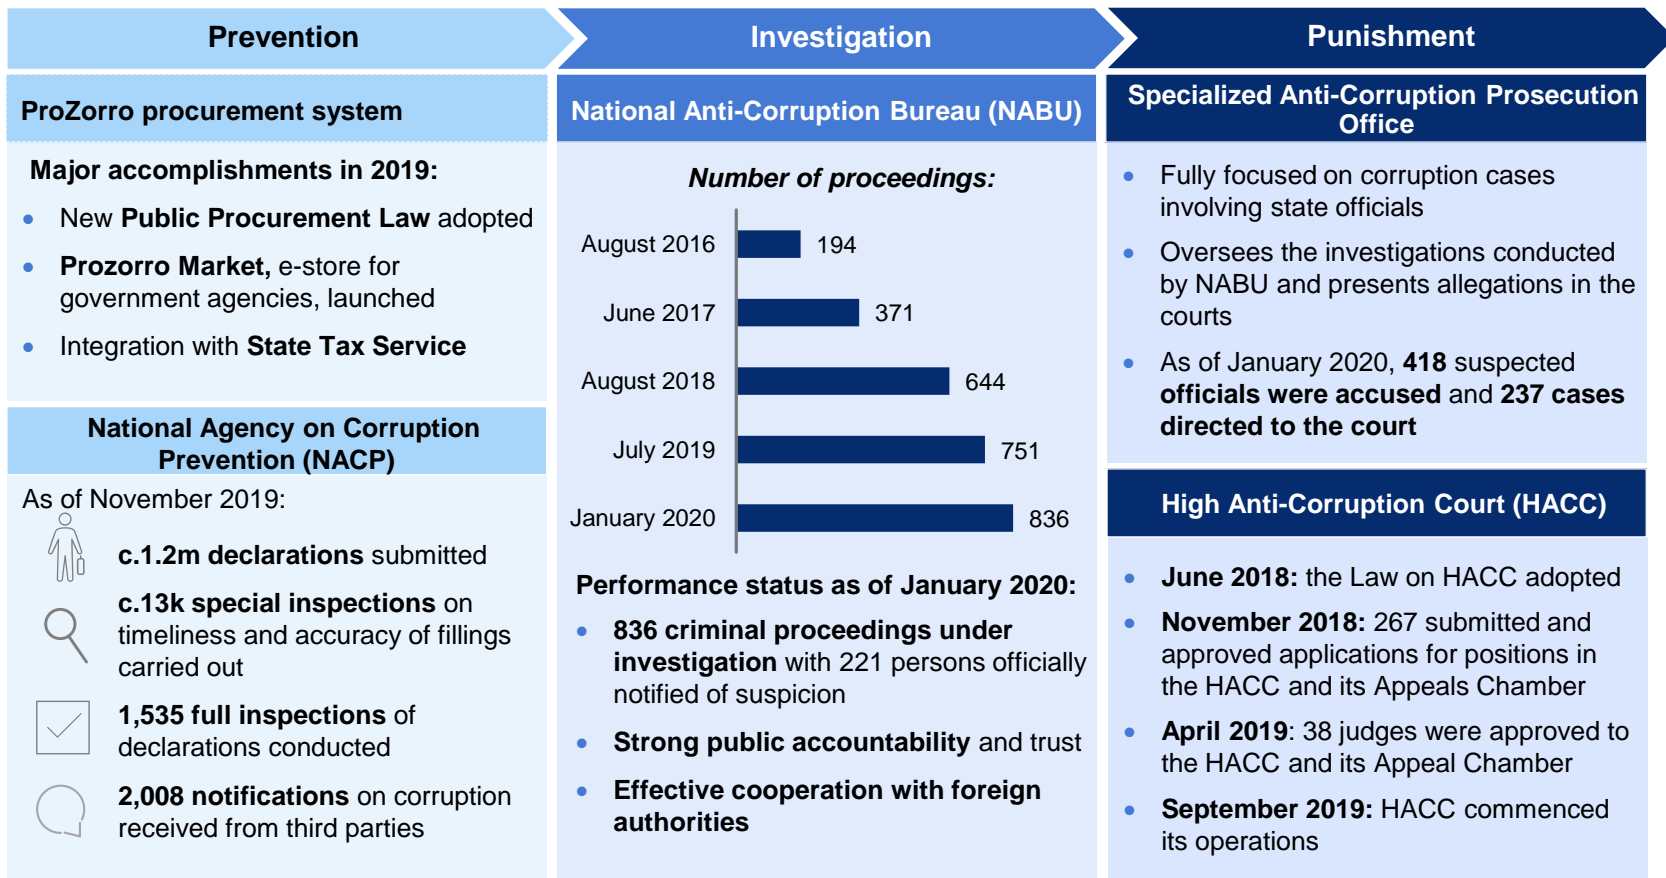 Prevention
Investigation
Punishment
ProZorro procurement system
Major accomplishments in 2019:
• New Public Procurement Law adopted
• Prozorro Market, e-store for
government agencies, launched
• Integration with State Tax Service
National Agency on Corruption
Prevention (NACP)
As of November 2019:
c.1.2m declarations submitted
c.13k special inspections on
timeliness and accuracy of fillings
carried out
1,535 full inspections of
declarations conducted
2,008 notifications on corruption
received from third parties
National Anti-Corruption Bureau (NABU)
Number of proceedings:
August 2016 194
June 2017 371
August 2018 644
July 2019 751
January 2020 836
Performance status as of January 2020:
• 836 criminal proceedings under
investigation with 221 persons officially
notified of suspicion
• Strong public accountability and trust
• Effective cooperation with foreign
authorities
Specialized Anti-Corruption Prosecution
Office
• Fully focused on corruption cases
involving state officials
• Oversees the investigations conducted
by NABU and presents allegations in the
courts
• As of January 2020, 418 suspected
officials were accused and 237 cases
directed to the court
High Anti-Corruption Court (HACC)
• June 2018: the Law on HACC adopted
• November 2018: 267 submitted and
approved applications for positions in
the HACC and its Appeals Chamber
• April 2019: 38 judges were approved to
the HACC and its Appeal Chamber
• September 2019: HACC commenced
its operations